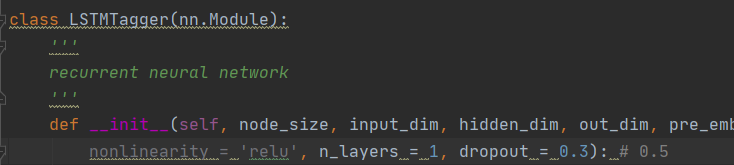 class LSTMTagger(nn.Module):
'''
recurrent neural network
'''
def __init__(self, node_size, input_dim, hidden_dim, out_dim, pre_emb
nonlinearity = 'relu', n_layers = 1, dropout = 0.3): # 0.5